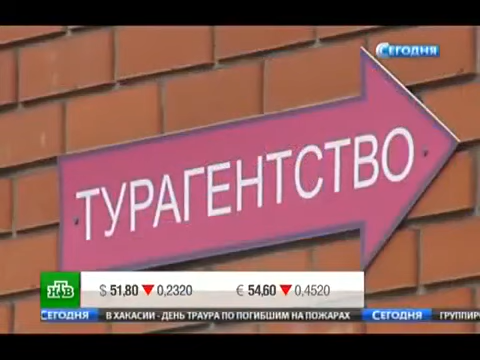 Сегодня
ТУРАГЕНТСТВО
НТВ
$ 51,80 ▼ 0,2320 € 54,60 ▼ 0,4520
Сегодня В ХАКАСИИ - ДЕНЬ ТРАУРА ПО ПОГИБШИМ НА ПОЖАРАХ Сегодня ГРУППИР